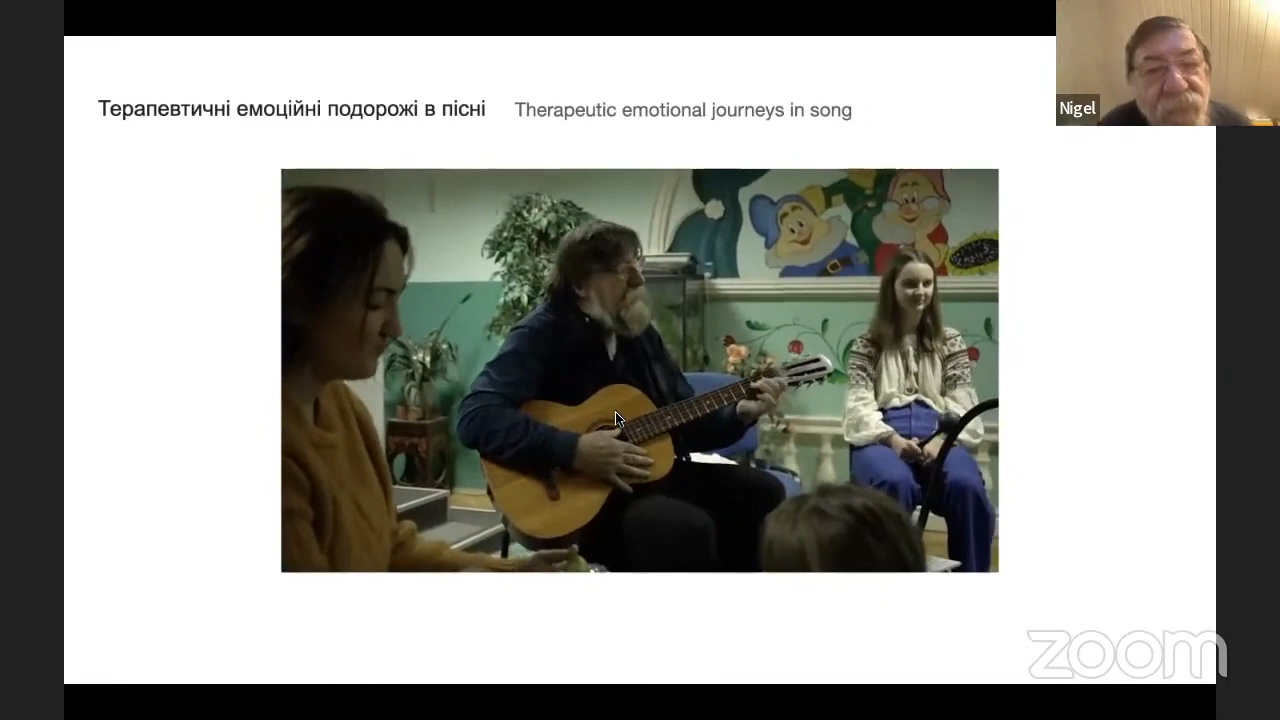 Терапевтичні емоційні подорожі в пісні
Therapeutic emotional journeys in song
Nigel
zoom